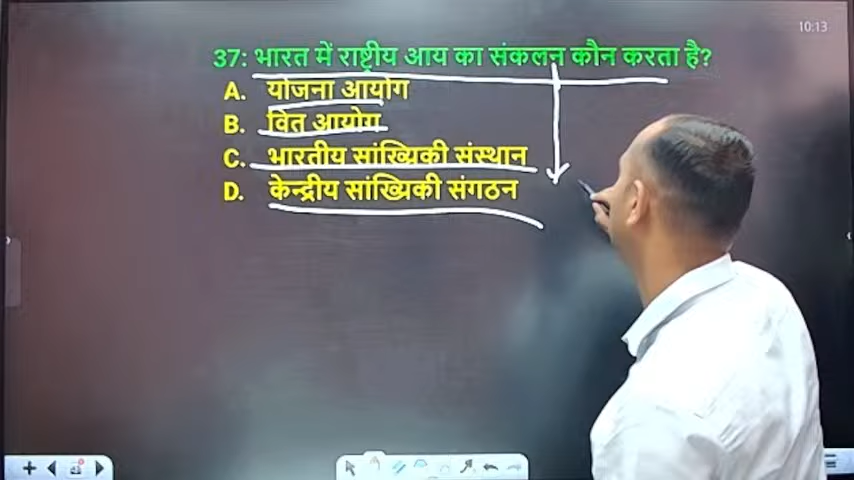 10:13
37: भारत में राष्ट्रीय आय का संकलन कौन करता है?
A. योजना आयोग
B. वित आयोग
C. भारतीय सांख्यिकी संस्थान
D. केन्द्रीय सांख्यिकी संगठन